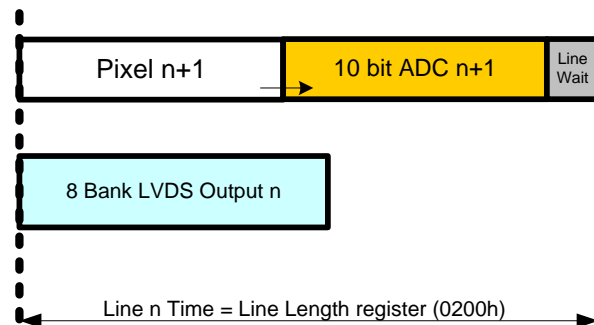 Pixel n+1
10 bit ADC n+1
Line
Wait
8 Bank LVDS Output n
Line n Time = Line Length register (0200h)